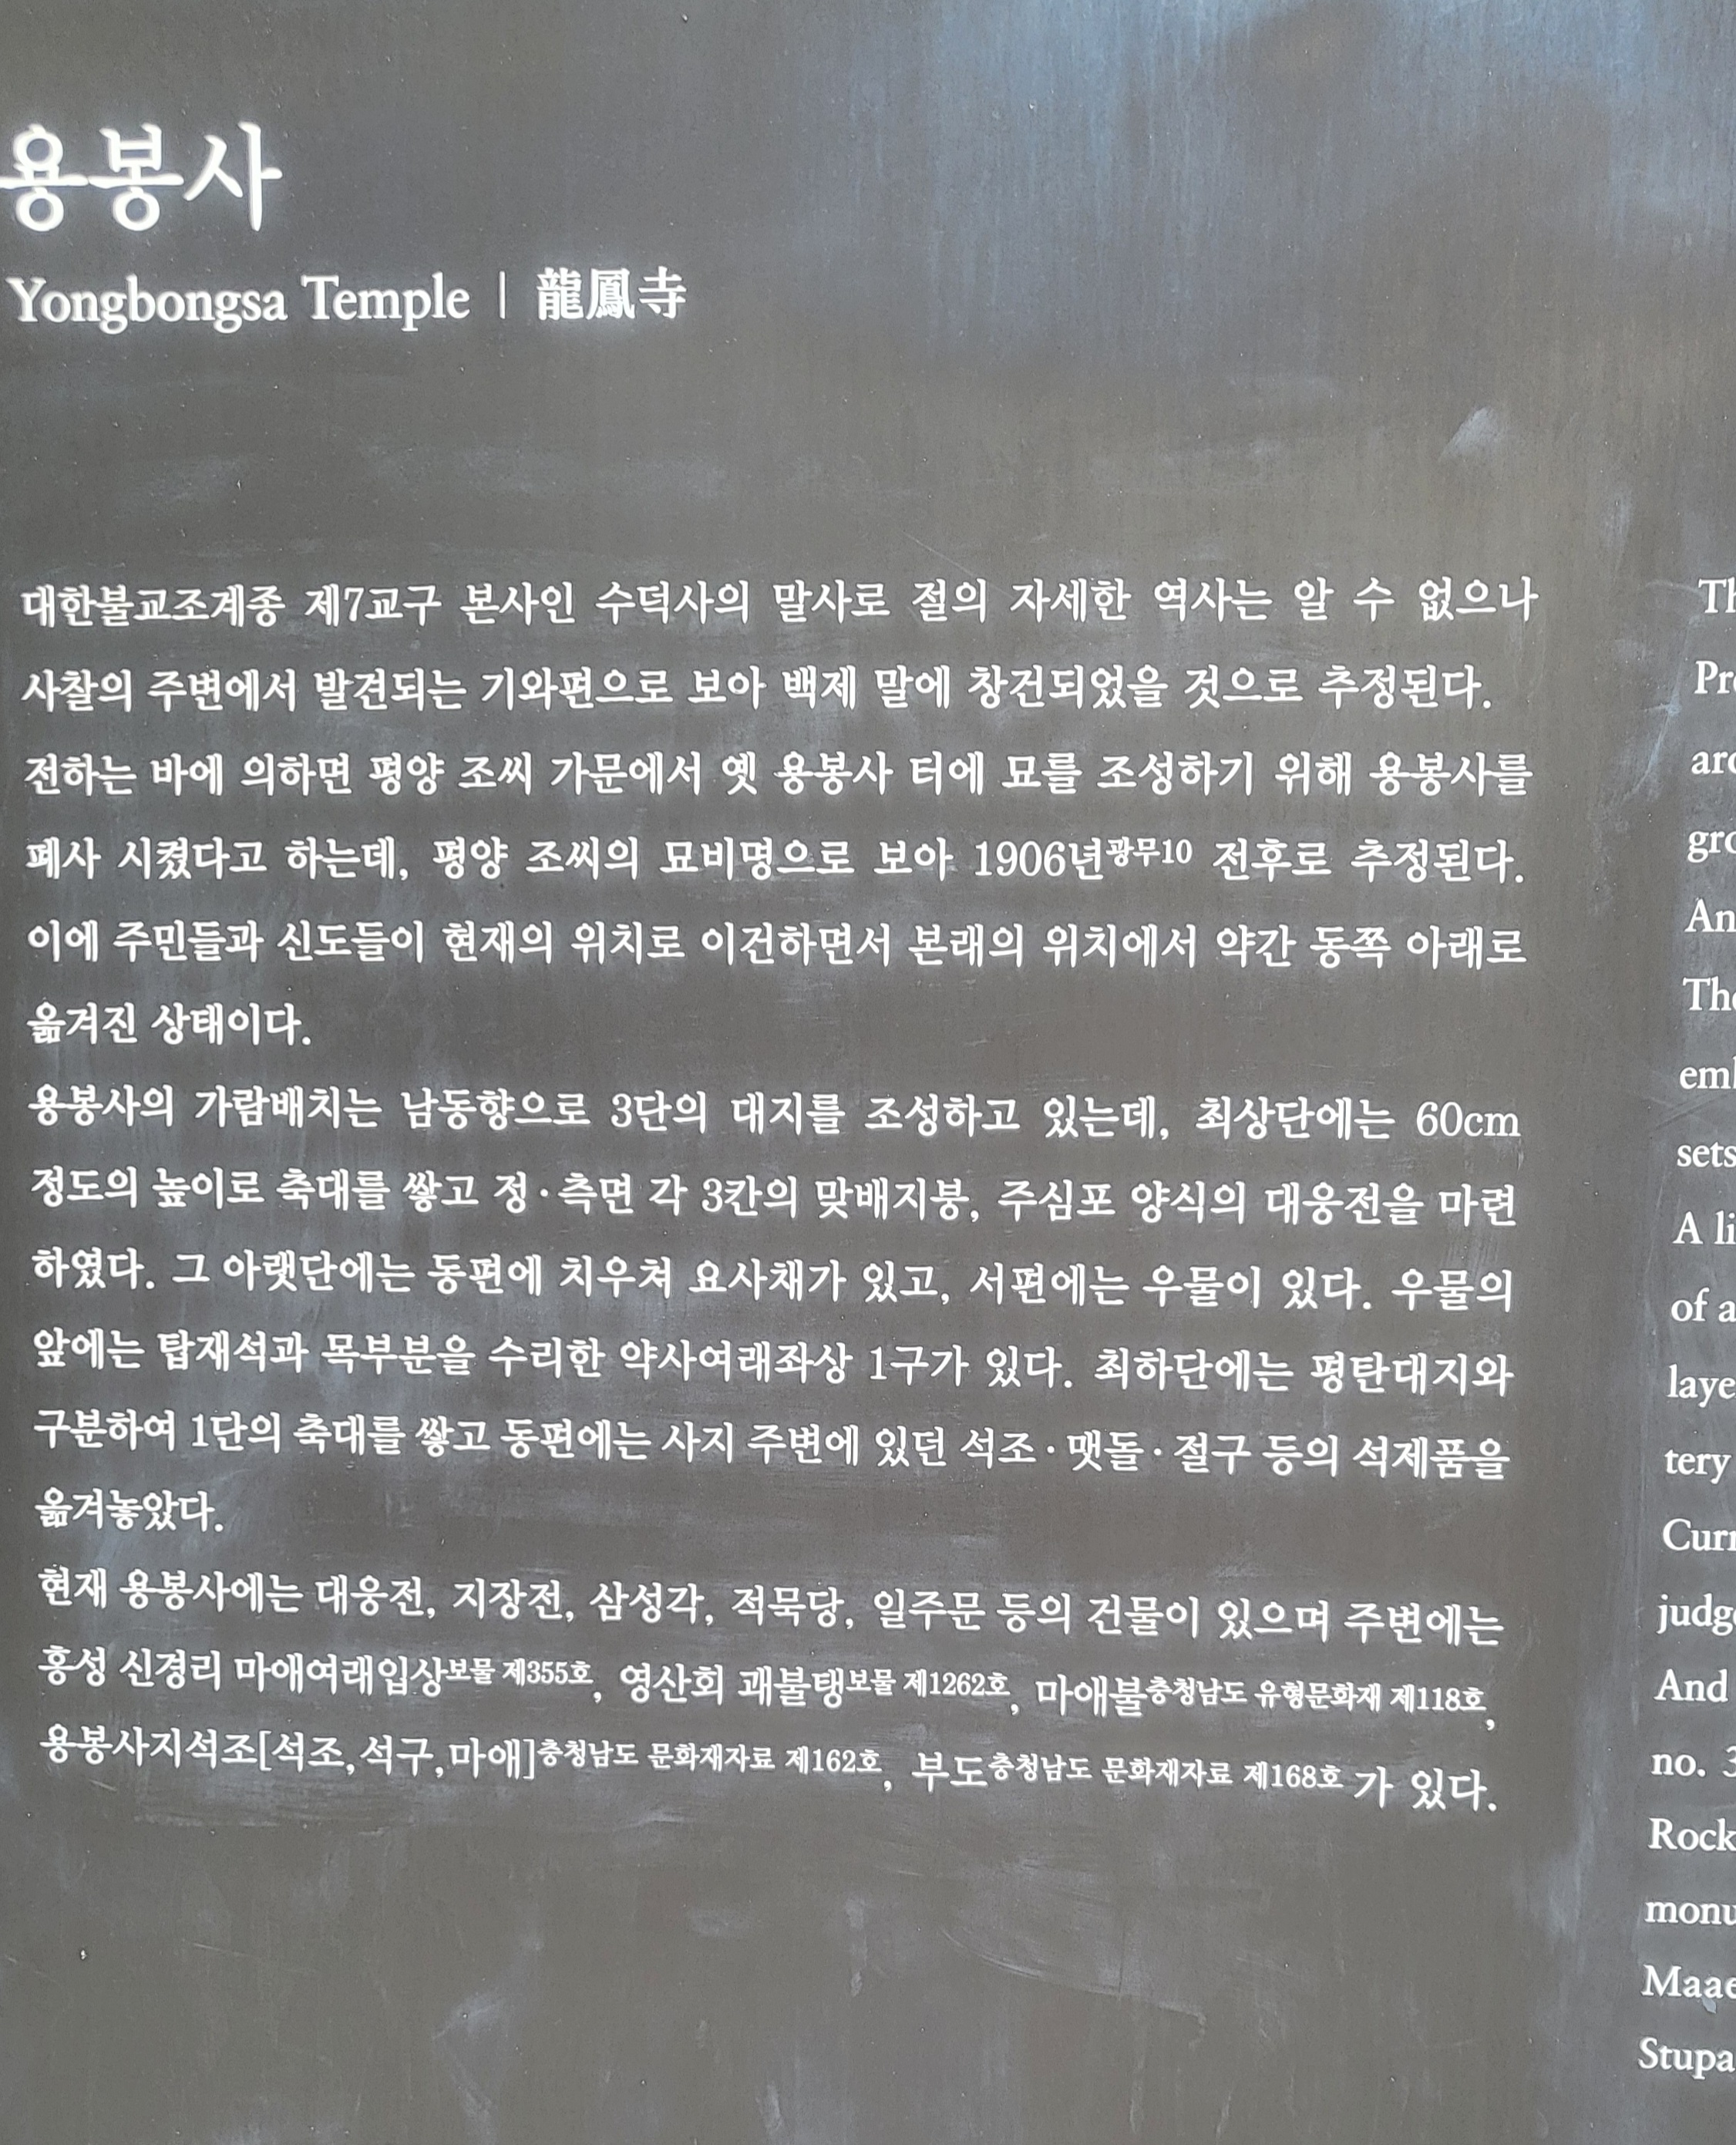 용봉사
Yongbongsa Temple | 龍鳳寺
대한불교조계종 제7교구 본사인 수덕사의 말사로 절의 자세한 역사는 알 수 없으나
사찰의 주변에서 발견되는 기와편으로 보아 백제 말에 창건되었을 것으로 추정된다.
전하는 바에 의하면 평양 조씨 가문에서 옛 용봉사 터에 묘를 조성하기 위해 용봉사를
폐사 시켰다고 하는데, 평양 조씨의 묘비명으로 보아 1906년광무10 전후로 추정된다.
이에 주민들과 신도들이 현재의 위치로 이건하면서 본래의 위치에서 약간 동쪽 아래로
옮겨진 상태이다.
용봉사의 가람배치는 남동향으로 3단의 대지를 조성하고 있는데, 최상단에는 60cm
정도의 높이로 축대를 쌓고 정·측면 각 3칸의 맞배지붕, 주심포 양식의 대웅전을 마련
하였다. 그 아랫단에는 동편에 치우쳐 요사채가 있고, 서편에는 우물이 있다. 우물의
앞에는 탑재석과 목부분을 수리한 약사여래좌상 1구가 있다. 최하단에는 평탄대지와
구분하여 1단의 축대를 쌓고 동편에는 사지 주변에 있던 석조·맷돌·절구 등의 석제품을
옮겨놓았다.
현재 용봉사에는 대웅전, 지장전, 삼성각, 적묵당, 일주문 등의 건물이 있으며 주변에는
홍성 신경리 마애여래입상보물 제355호, 영산회 괘불탱보물 제1262호, 마애불충청남도 유형문화재 제118호,
용봉사지석조[석조,석구,마애]충청남도 문화재자료 제162호, 부도충청남도 문화재자료 제168호가 있다.
Th
Pr
arc
gro
An
The
eml
sets
A li
of a
laye
tery
Curr
judg
And
no. 3
Rock
monu
Maae
Stupa